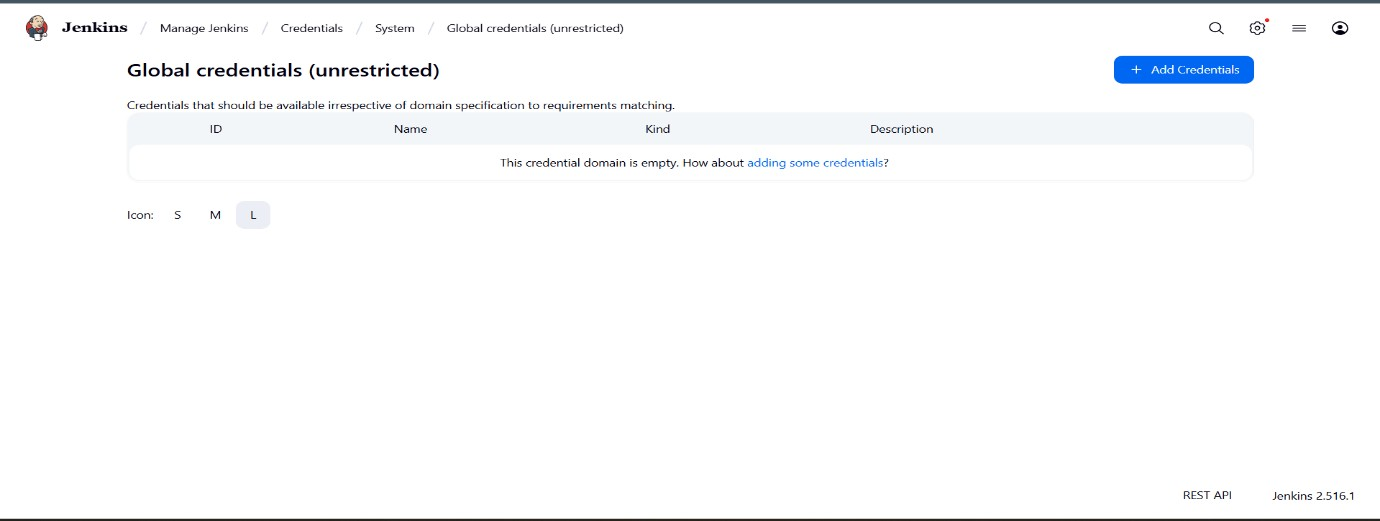 Jenkins / Manage Jenkins / Credentials / System / Global credentials (unrestricted)
Global credentials (unrestricted)
+ Add Credentials
Credentials that should be available irrespective of domain specification to requirements matching.
ID Name Kind Description
This credential domain is empty. How about adding some credentials?
Icon: S M L
REST API Jenkins 2.516.1